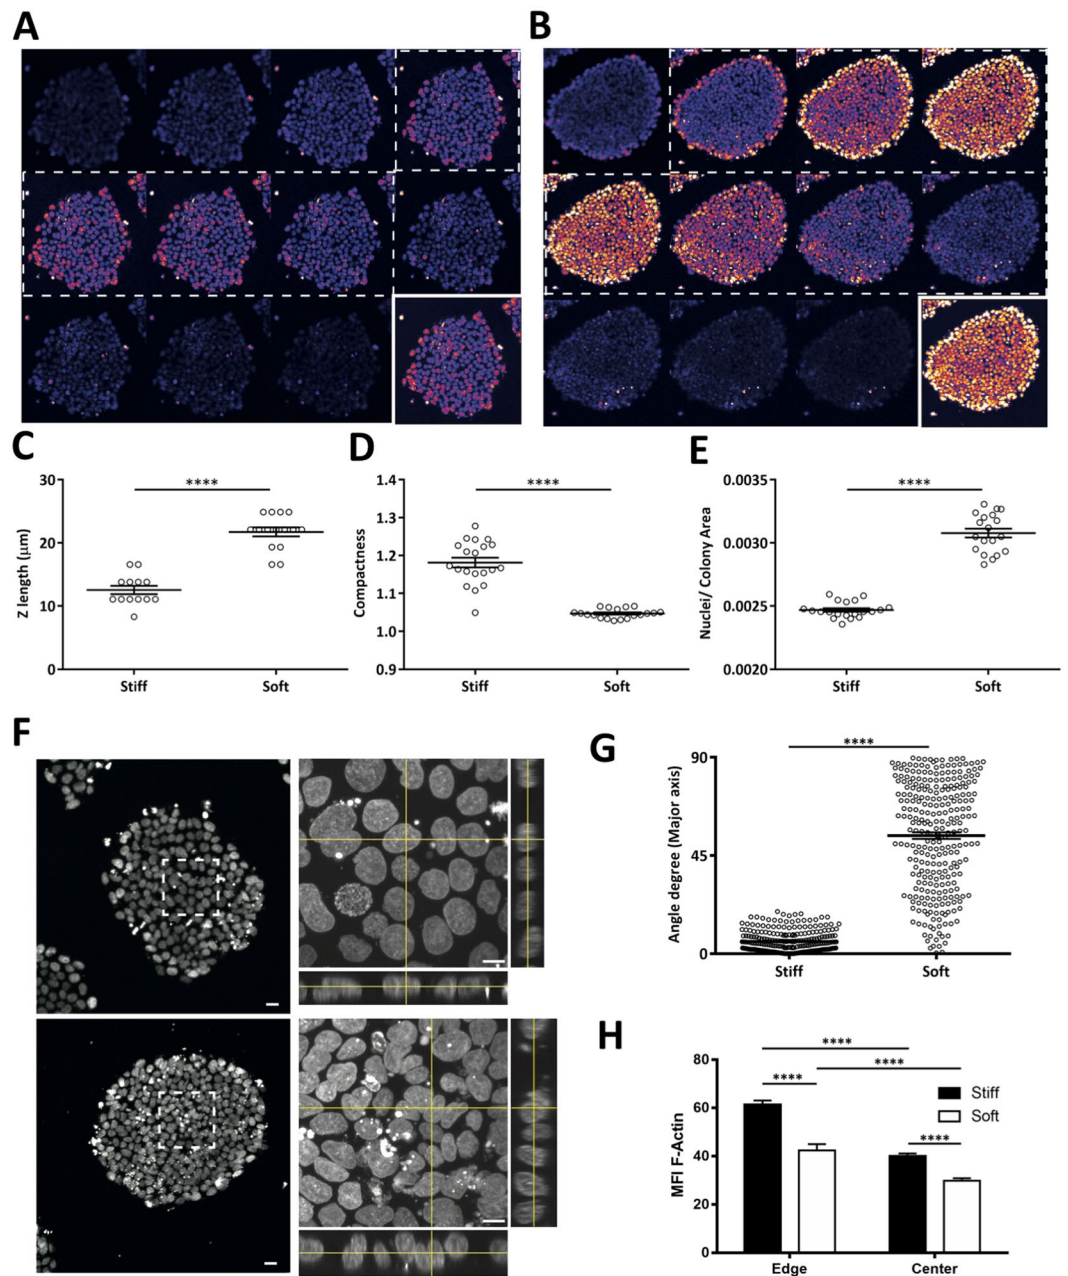 A
B
C
Z length (μm)
30
20
10
0
****
Stiff
Soft
D
Compactness
1.4
1.3
1.2
1.1
1.0
0.9
****
Stiff
Soft
E
Nuclei/ Colony Area
0.0035
0.0030
0.0025
0.0020
****
Stiff
Soft
F
G
Angle degree (Major axis)
90
45
0
****
Stiff
Soft
H
MFI F-Actin
80
60
40
20
0
****
****
****
****
Stiff
Soft
Edge
Center